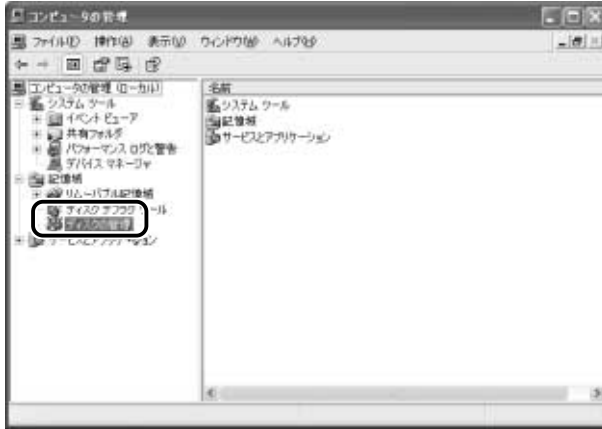 コンピュータの管理
ファイル(F) 操作(A) 表示(V) ウィンドウ(W) ヘルプ(H)
コンピュータの管理 (ローカル)
システム ツール
イベント ビューア
共有フォルダ
パフォーマンス ログと警告
デバイス マネージャ
記憶域
リムーバブル記憶域
ディスク デフラグ ツール
ディスクの管理
サービスとアプリケーション
名前
システム ツール
記憶域
サービスとアプリケーション